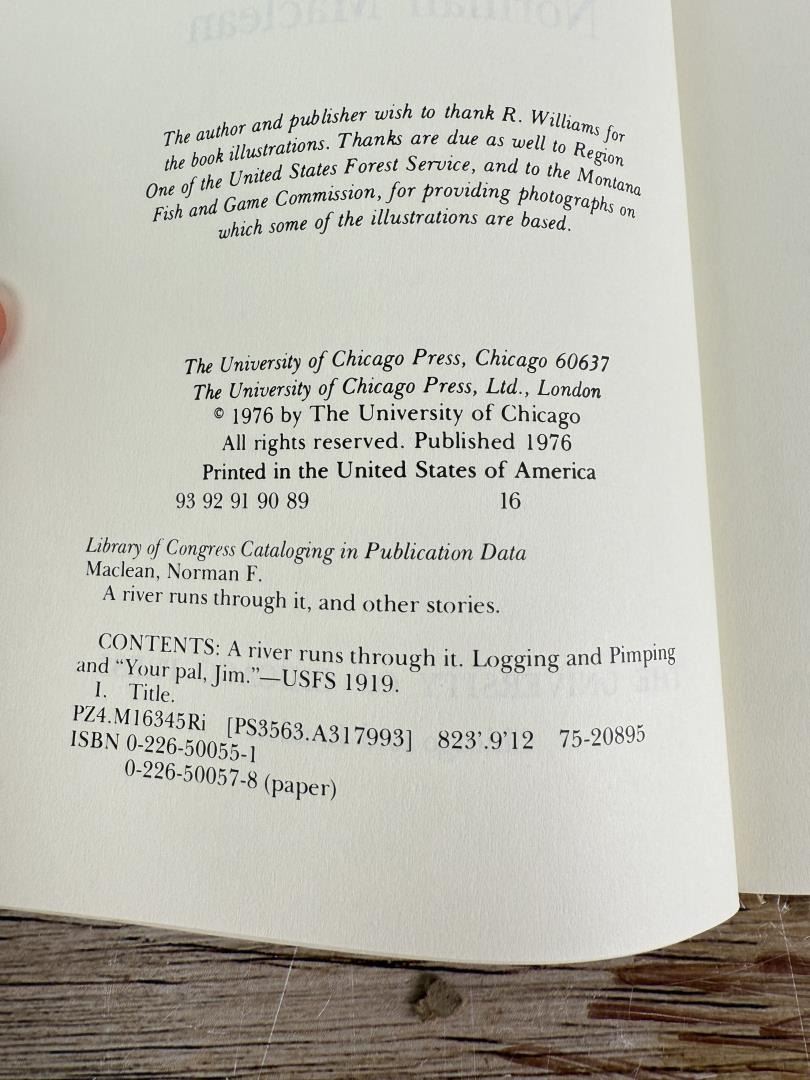 Norman Maclean
The author and publisher wish to thank R. Williams for
the book illustrations. Thanks are due as well to Region
One of the United States Forest Service, and to the Montana
Fish and Game Commission, for providing photographs on
which some of the illustrations are based.
The University of Chicago Press, Chicago 60637
The University of Chicago Press, Ltd., London
© 1976 by The University of Chicago
All rights reserved. Published 1976
Printed in the United States of America
93 92 91 90 89 16
Library of Congress Cataloging in Publication Data
Maclean, Norman F.
A river runs through it, and other stories.
CONTENTS: A river runs through it. Logging and Pimping
and “Your pal, Jim.”—USFS 1919.
I. Title.
PZ4.M16345Ri [PS3563.A317993] 823'.9'12 75-20895
ISBN 0-226-50055-1
0-226-50057-8 (paper)